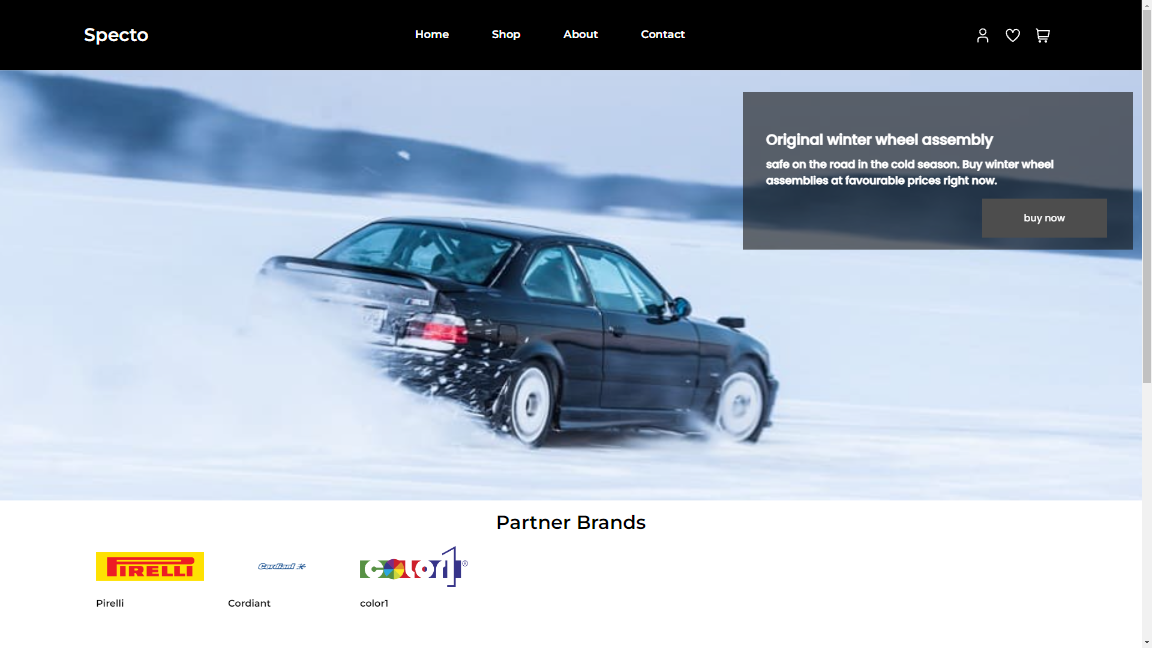 Specto
Home
Shop
About
Contact
Original winter wheel assembly
safe on the road in the cold season. Buy winter wheel
assemblies at favourable prices right now.
buy now
Partner Brands
PIRELLI
Cordiant
color1®
Pirelli
Cordiant
color1